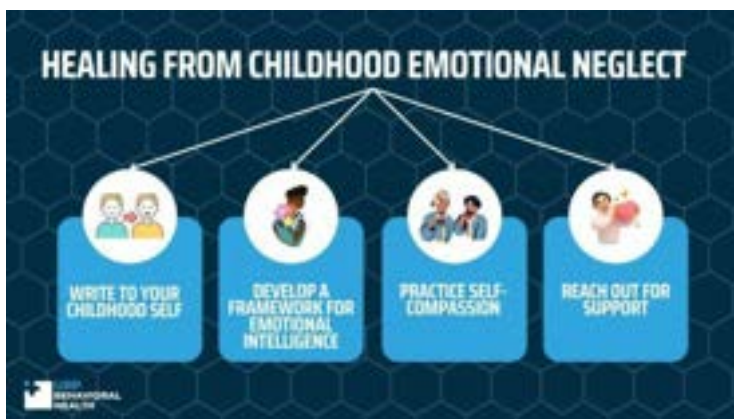 HEALING FROM CHILDHOOD EMOTIONAL NEGLECT
WRITE TO YOUR
CHILDHOOD SELF
DEVELOP A
FRAMEWORK FOR
EMOTIONAL
INTELLIGENCE
PRACTICE SELF-
COMPASSION
REACH OUT FOR
SUPPORT
BEHAVIORAL
HEALTH